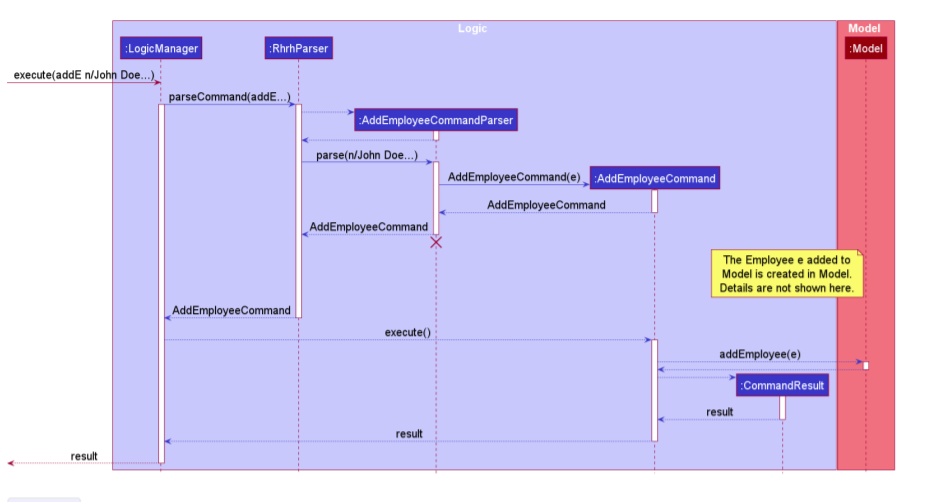 Logic
Model
:LogicManager
:RhrhParser
:Model
execute(addE n/John Doe...)
parseCommand(addE...)
:AddEmployeeCommandParser
parse(n/John Doe...)
AddEmployeeCommand(e)
:AddEmployeeCommand
AddEmployeeCommand
AddEmployeeCommand
The Employee e added to
Model is created in Model.
Details are not shown here.
AddEmployeeCommand
execute()
addEmployee(e)
:CommandResult
result
result
result